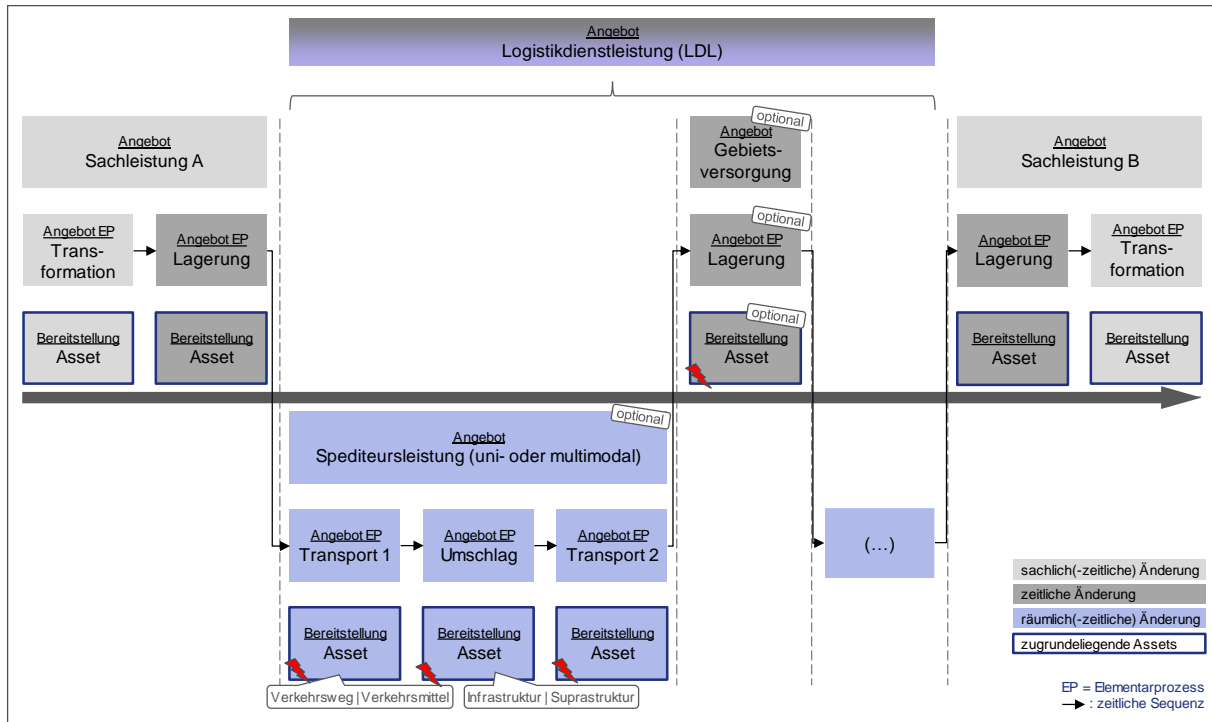 Angebot
Logistikdienstleistung (LDL)
optional
Angebot
Sachleistung A
Angebot
Gebiets-
versorgung
Angebot
Sachleistung B
optional
Angebot EP
Trans-
formation
Angebot EP
Lagerung
Angebot EP
Lagerung
Angebot EP
Lagerung
Angebot EP
Trans-
formation
optional
Bereitstellung
Asset
Bereitstellung
Asset
Bereitstellung
Asset
Bereitstellung
Asset
Bereitstellung
Asset
optional
Angebot
Spediteursleistung (uni- oder multimodal)
Angebot EP
Transport 1
Angebot EP
Umschlag
Angebot EP
Transport 2
(…)
Bereitstellung
Asset
Bereitstellung
Asset
Bereitstellung
Asset
Verkehrsweg | Verkehrsmittel
Infrastruktur | Suprastruktur
sachlich(-zeitliche) Änderung
zeitliche Änderung
räumlich(-zeitliche) Änderung
zugrundeliegende Assets
EP = Elementarprozess
: zeitliche Sequenz